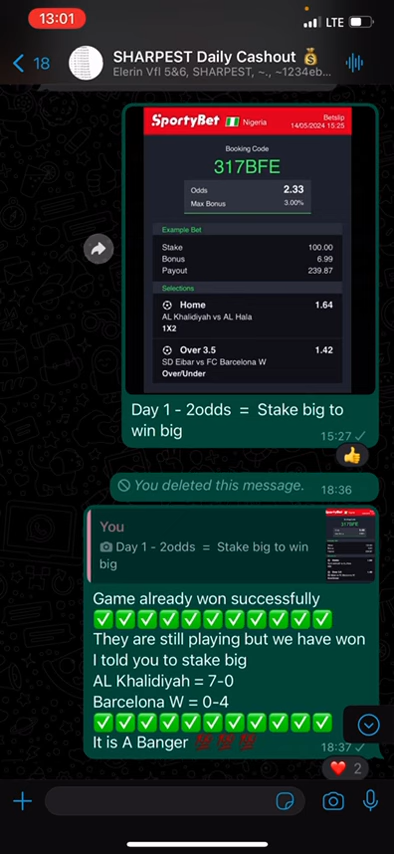 13:01
LTE
18
SHARPEST Daily Cashout 💰
Elerin Vfl 5&6, SHARPEST, ~., ~1234eb...
SportyBet Nigeria
Betslip
14/05/2024 15:25
Booking Code
317BFE
Odds 2.33
Max Bonus 3.00%
Example Bet
Stake 100.00
Bonus 6.99
Payout 239.87
Selections
Home 1.64
AL Khalidiyah vs AL Hala
1X2
Over 3.5 1.42
SD Eibar vs FC Barcelona W
Over/Under
Day 1 - 2odds = Stake big to
win big
15:27
👍
You deleted this message. 18:36
You
📷 Day 1 - 2odds = Stake big to win
big
Game already won successfully
✅✅✅✅✅✅✅✅✅✅✅
They are still playing but we have won
I told you to stake big
AL Khalidiyah = 7-0
Barcelona W = 0-4
✅✅✅✅✅✅✅✅✅✅✅
It is A Banger 💯💯💯 18:37
❤️ 2